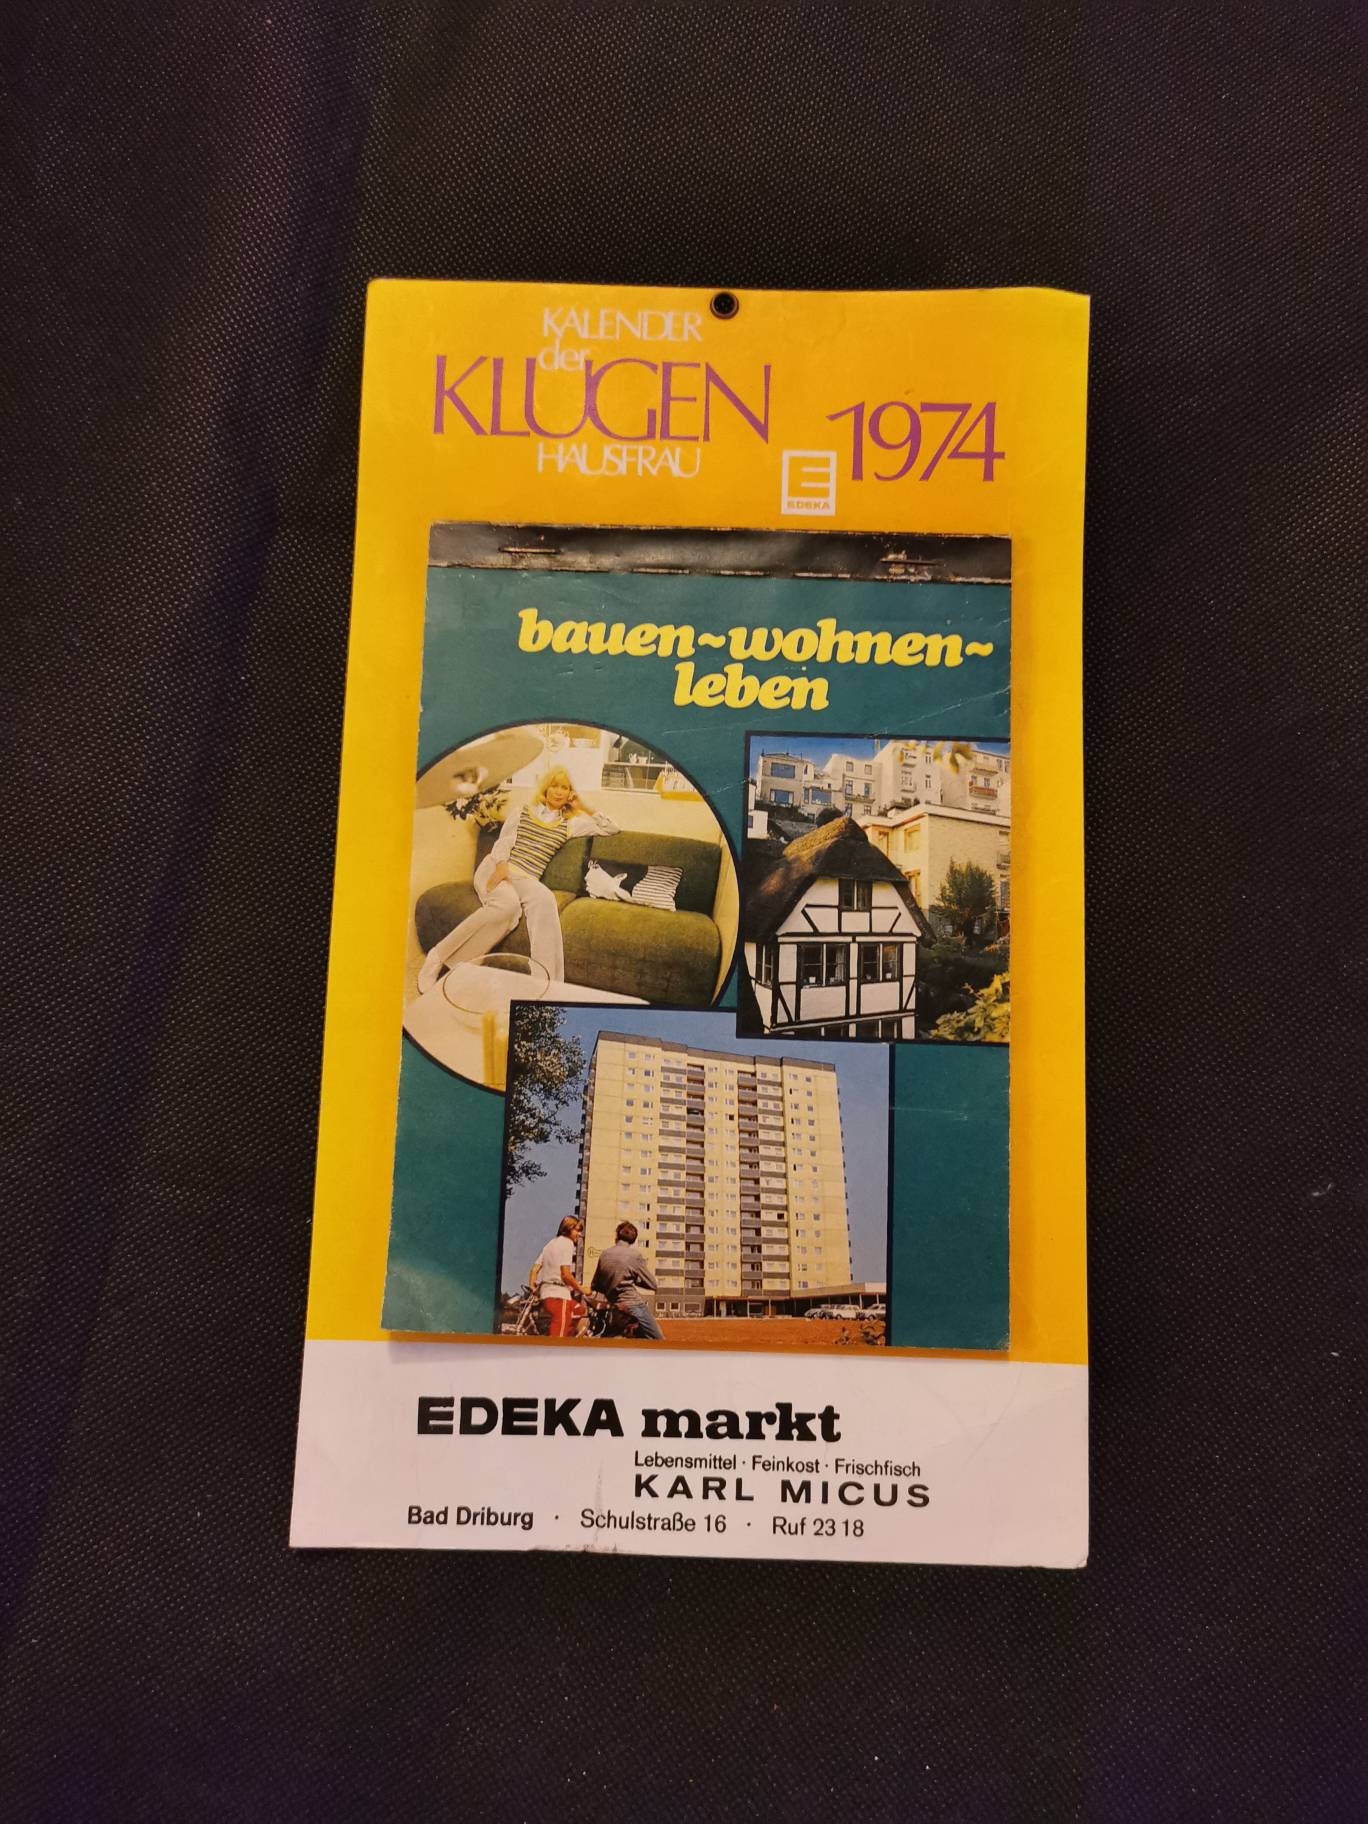 KALENDER
der
KLUGEN
HAUSFRAU
1974
E
EDEKA
bauen~wohnen~
leben
EDEKA markt
Lebensmittel · Feinkost · Frischfisch
KARL MICUS
Bad Driburg · Schulstraße 16 · Ruf 23 18